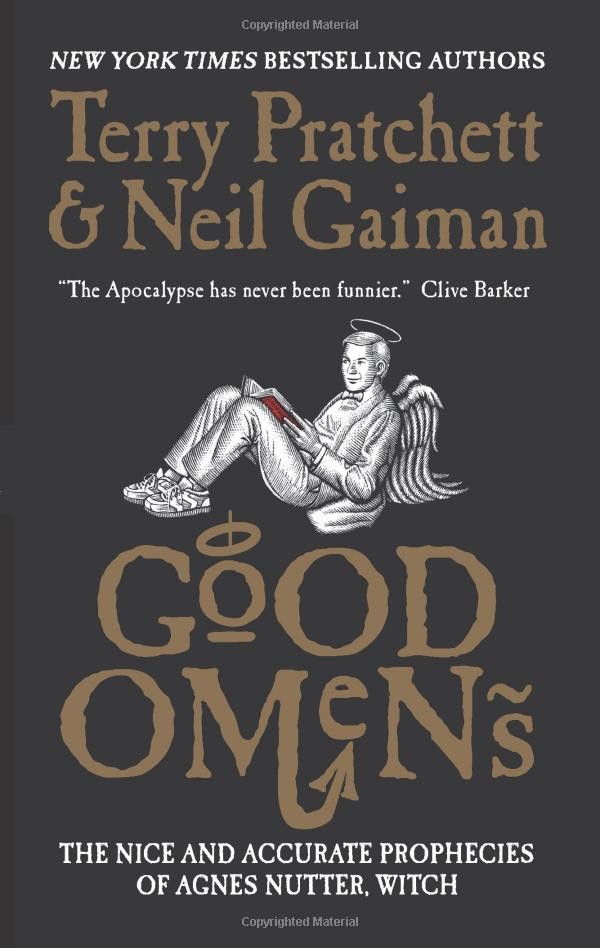 Copyrighted Material
NEW YORK TIMES BESTSELLING AUTHORS
Terry Pratchett
& Neil Gaiman
“The Apocalypse has never been funnier.” Clive Barker
GOOD
OMENS
THE NICE AND ACCURATE PROPHECIES
OF AGNES NUTTER, WITCH
Copyrighted Material